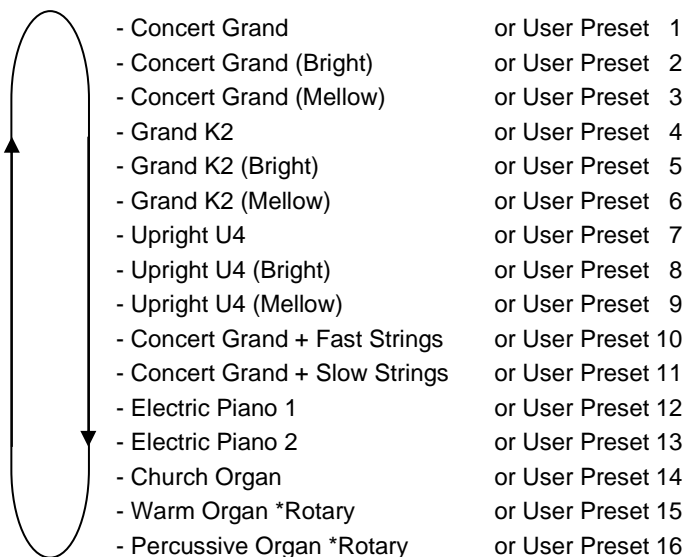 - Concert Grand or User Preset 1
- Concert Grand (Bright) or User Preset 2
- Concert Grand (Mellow) or User Preset 3
- Grand K2 or User Preset 4
- Grand K2 (Bright) or User Preset 5
- Grand K2 (Mellow) or User Preset 6
- Upright U4 or User Preset 7
- Upright U4 (Bright) or User Preset 8
- Upright U4 (Mellow) or User Preset 9
- Concert Grand + Fast Strings or User Preset 10
- Concert Grand + Slow Strings or User Preset 11
- Electric Piano 1 or User Preset 12
- Electric Piano 2 or User Preset 13
- Church Organ or User Preset 14
- Warm Organ *Rotary or User Preset 15
- Percussive Organ *Rotary or User Preset 16